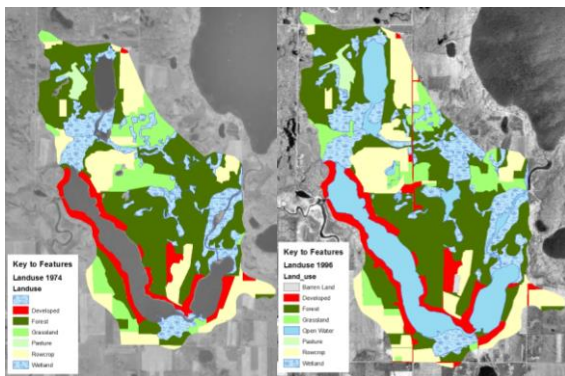 Key to Features
Landuse 1974
Landuse
Developed
Forest
Grassland
Pasture
Rowcrop
Wetland
Key to Features
Landuse 1996
Land_use
Barren Land
Developed
Forest
Grassland
Open Water
Pasture
Rowcrop
Wetland